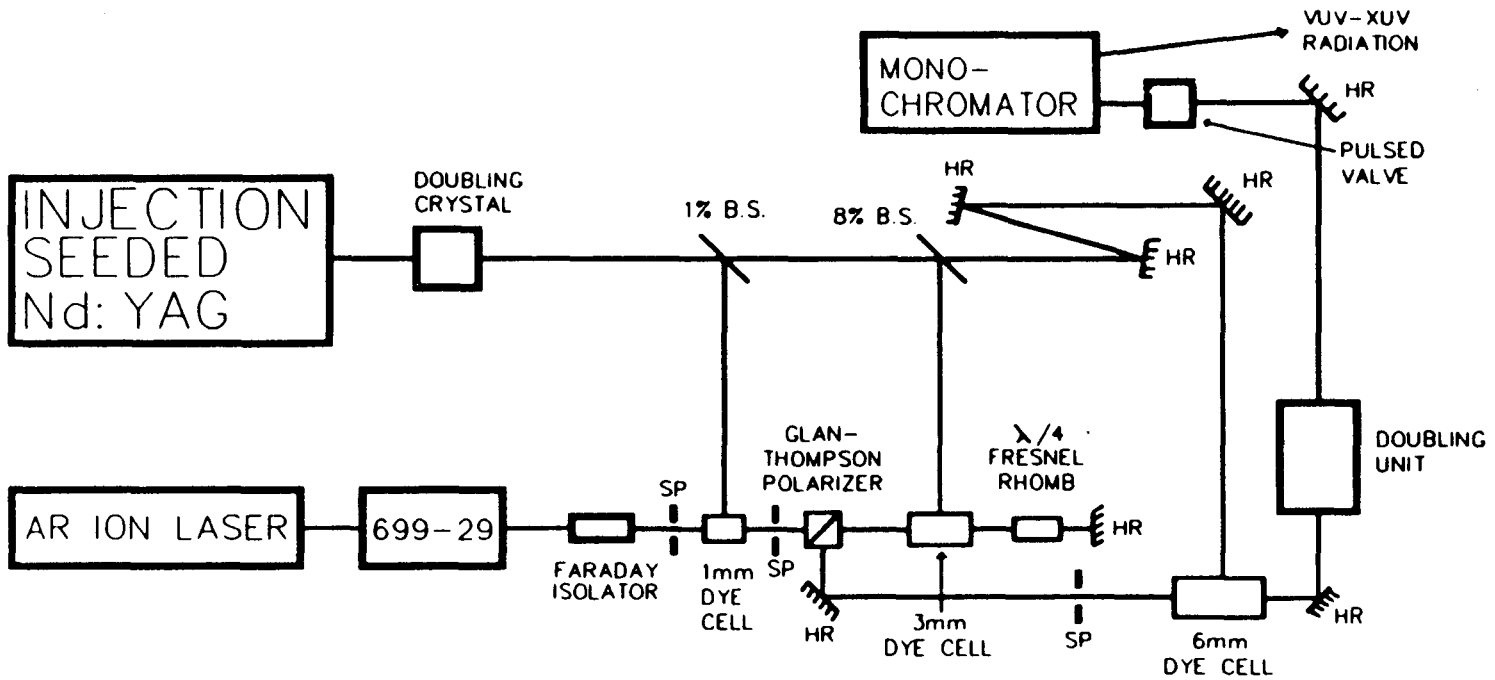 VUV-XUV
RADIATION
MONO-
CHROMATOR
HR
PULSED
VALVE
DOUBLING
CRYSTAL
1% B.S.
8% B.S.
HR
HR
HR
INJECTION
SEEDED
Nd: YAG
GLAN-
THOMPSON
POLARIZER
λ/4
FRESNEL
RHOMB
DOUBLING
UNIT
AR ION LASER
699-29
SP
HR
FARADAY
ISOLATOR
1mm
DYE
CELL
SP
HR
3mm
DYE CELL
SP
6mm
DYE CELL
HR